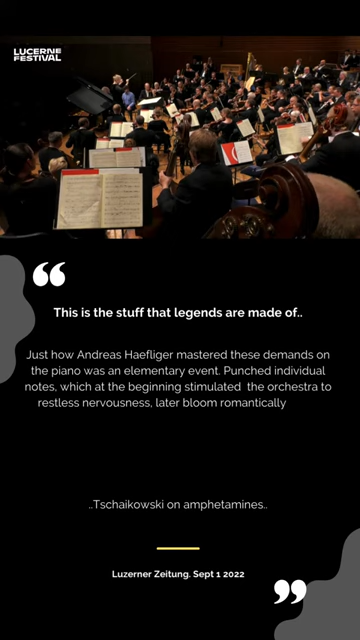 LUCERNE
FESTIVAL
“
This is the stuff that legends are made of..
Just how Andreas Haefliger mastered these demands on
the piano was an elementary event. Punched individual
notes, which at the beginning stimulated the orchestra to
restless nervousness, later bloom romantically
..Tschaikowski on amphetamines..
Luzerner Zeitung. Sept 1 2022
”